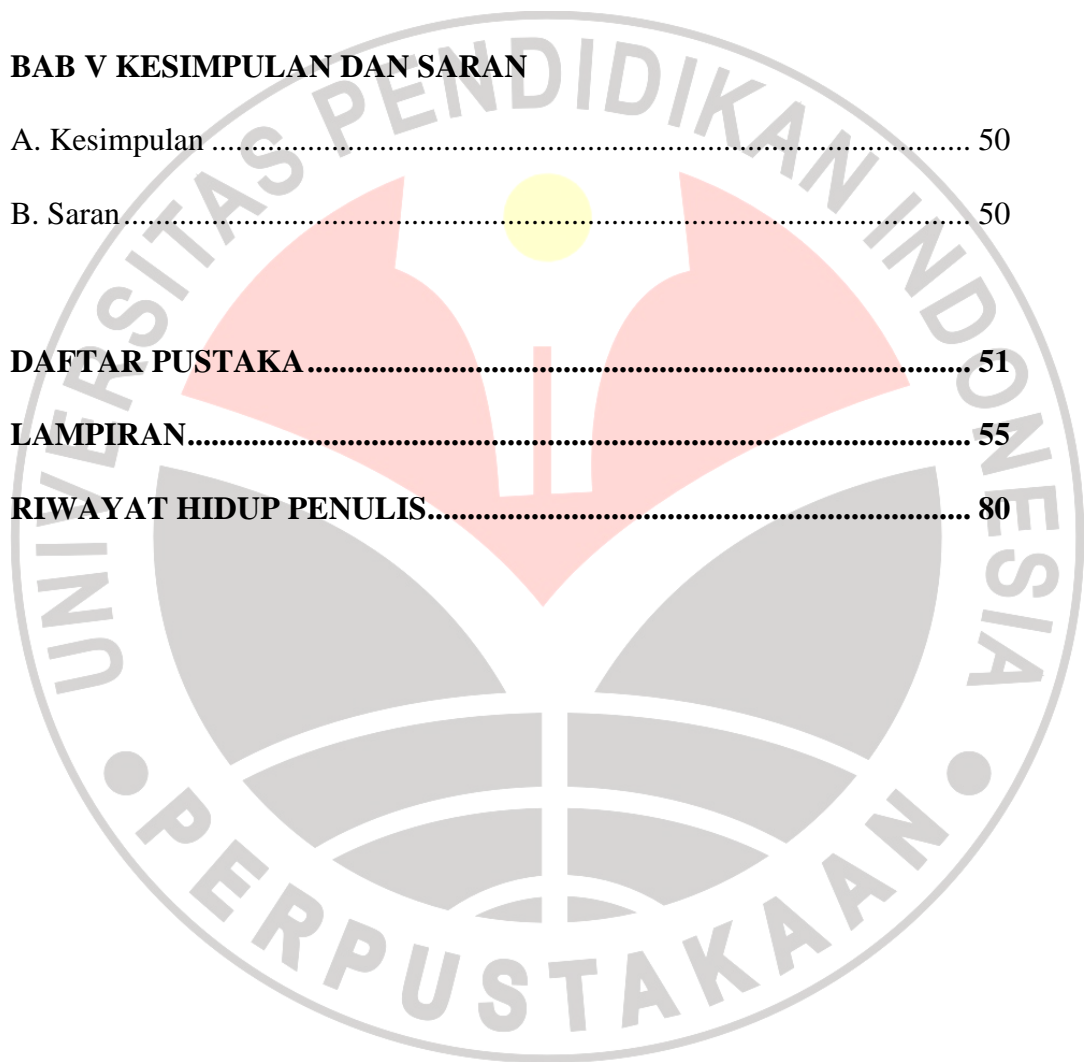 BAB V KESIMPULAN DAN SARAN
A. Kesimpulan ............................................................................................... 50
B. Saran .......................................................................................................... 50
DAFTAR PUSTAKA ................................................................................... 51
LAMPIRAN.................................................................................................. 55
RIWAYAT HIDUP PENULIS.................................................................... 80
UNIVERSITAS PENDIDIKAN INDONESIA
PERPUSTAKAAN